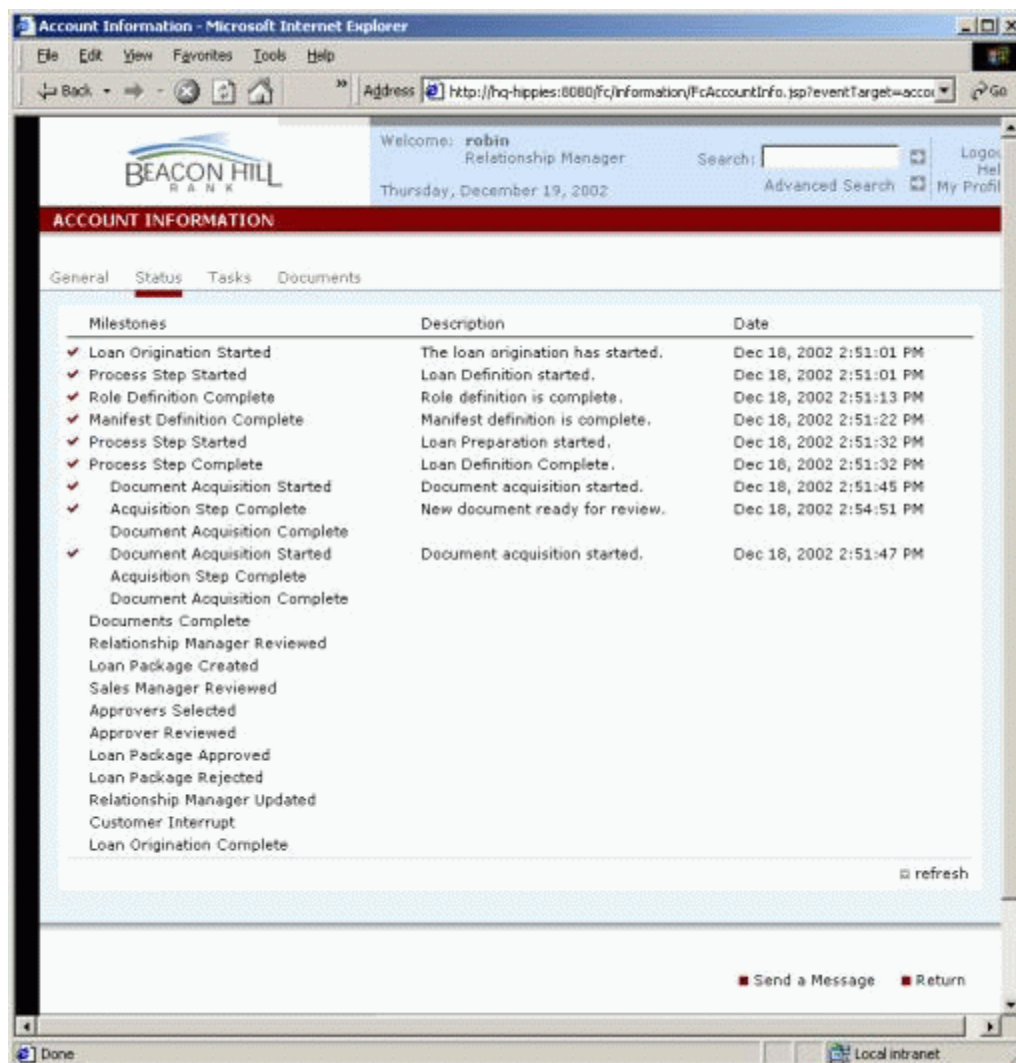 Account Information - Microsoft Internet Explorer
File Edit View Favorites Tools Help
Back » Address http://hq-hippies:8080/fc/information/FcAccountInfo.jsp?eventTarget=accou Go
BEACON HILL
BANK
Welcome: robin
Relationship Manager
Thursday, December 19, 2002
Search:
Advanced Search
Logou
Hel
My Profil
ACCOUNT INFORMATION
General Status Tasks Documents
Milestones Description Date
Loan Origination Started The loan origination has started. Dec 18, 2002 2:51:01 PM
Process Step Started Loan Definition started. Dec 18, 2002 2:51:01 PM
Role Definition Complete Role definition is complete. Dec 18, 2002 2:51:13 PM
Manifest Definition Complete Manifest definition is complete. Dec 18, 2002 2:51:22 PM
Process Step Started Loan Preparation started. Dec 18, 2002 2:51:32 PM
Process Step Complete Loan Definition Complete. Dec 18, 2002 2:51:32 PM
Document Acquisition Started Document acquisition started. Dec 18, 2002 2:51:45 PM
Acquisition Step Complete New document ready for review. Dec 18, 2002 2:54:51 PM
Document Acquisition Complete
Document Acquisition Started Document acquisition started. Dec 18, 2002 2:51:47 PM
Acquisition Step Complete
Document Acquisition Complete
Documents Complete
Relationship Manager Reviewed
Loan Package Created
Sales Manager Reviewed
Approvers Selected
Approver Reviewed
Loan Package Approved
Loan Package Rejected
Relationship Manager Updated
Customer Interrupt
Loan Origination Complete
refresh
Send a Message Return
Done Local intranet